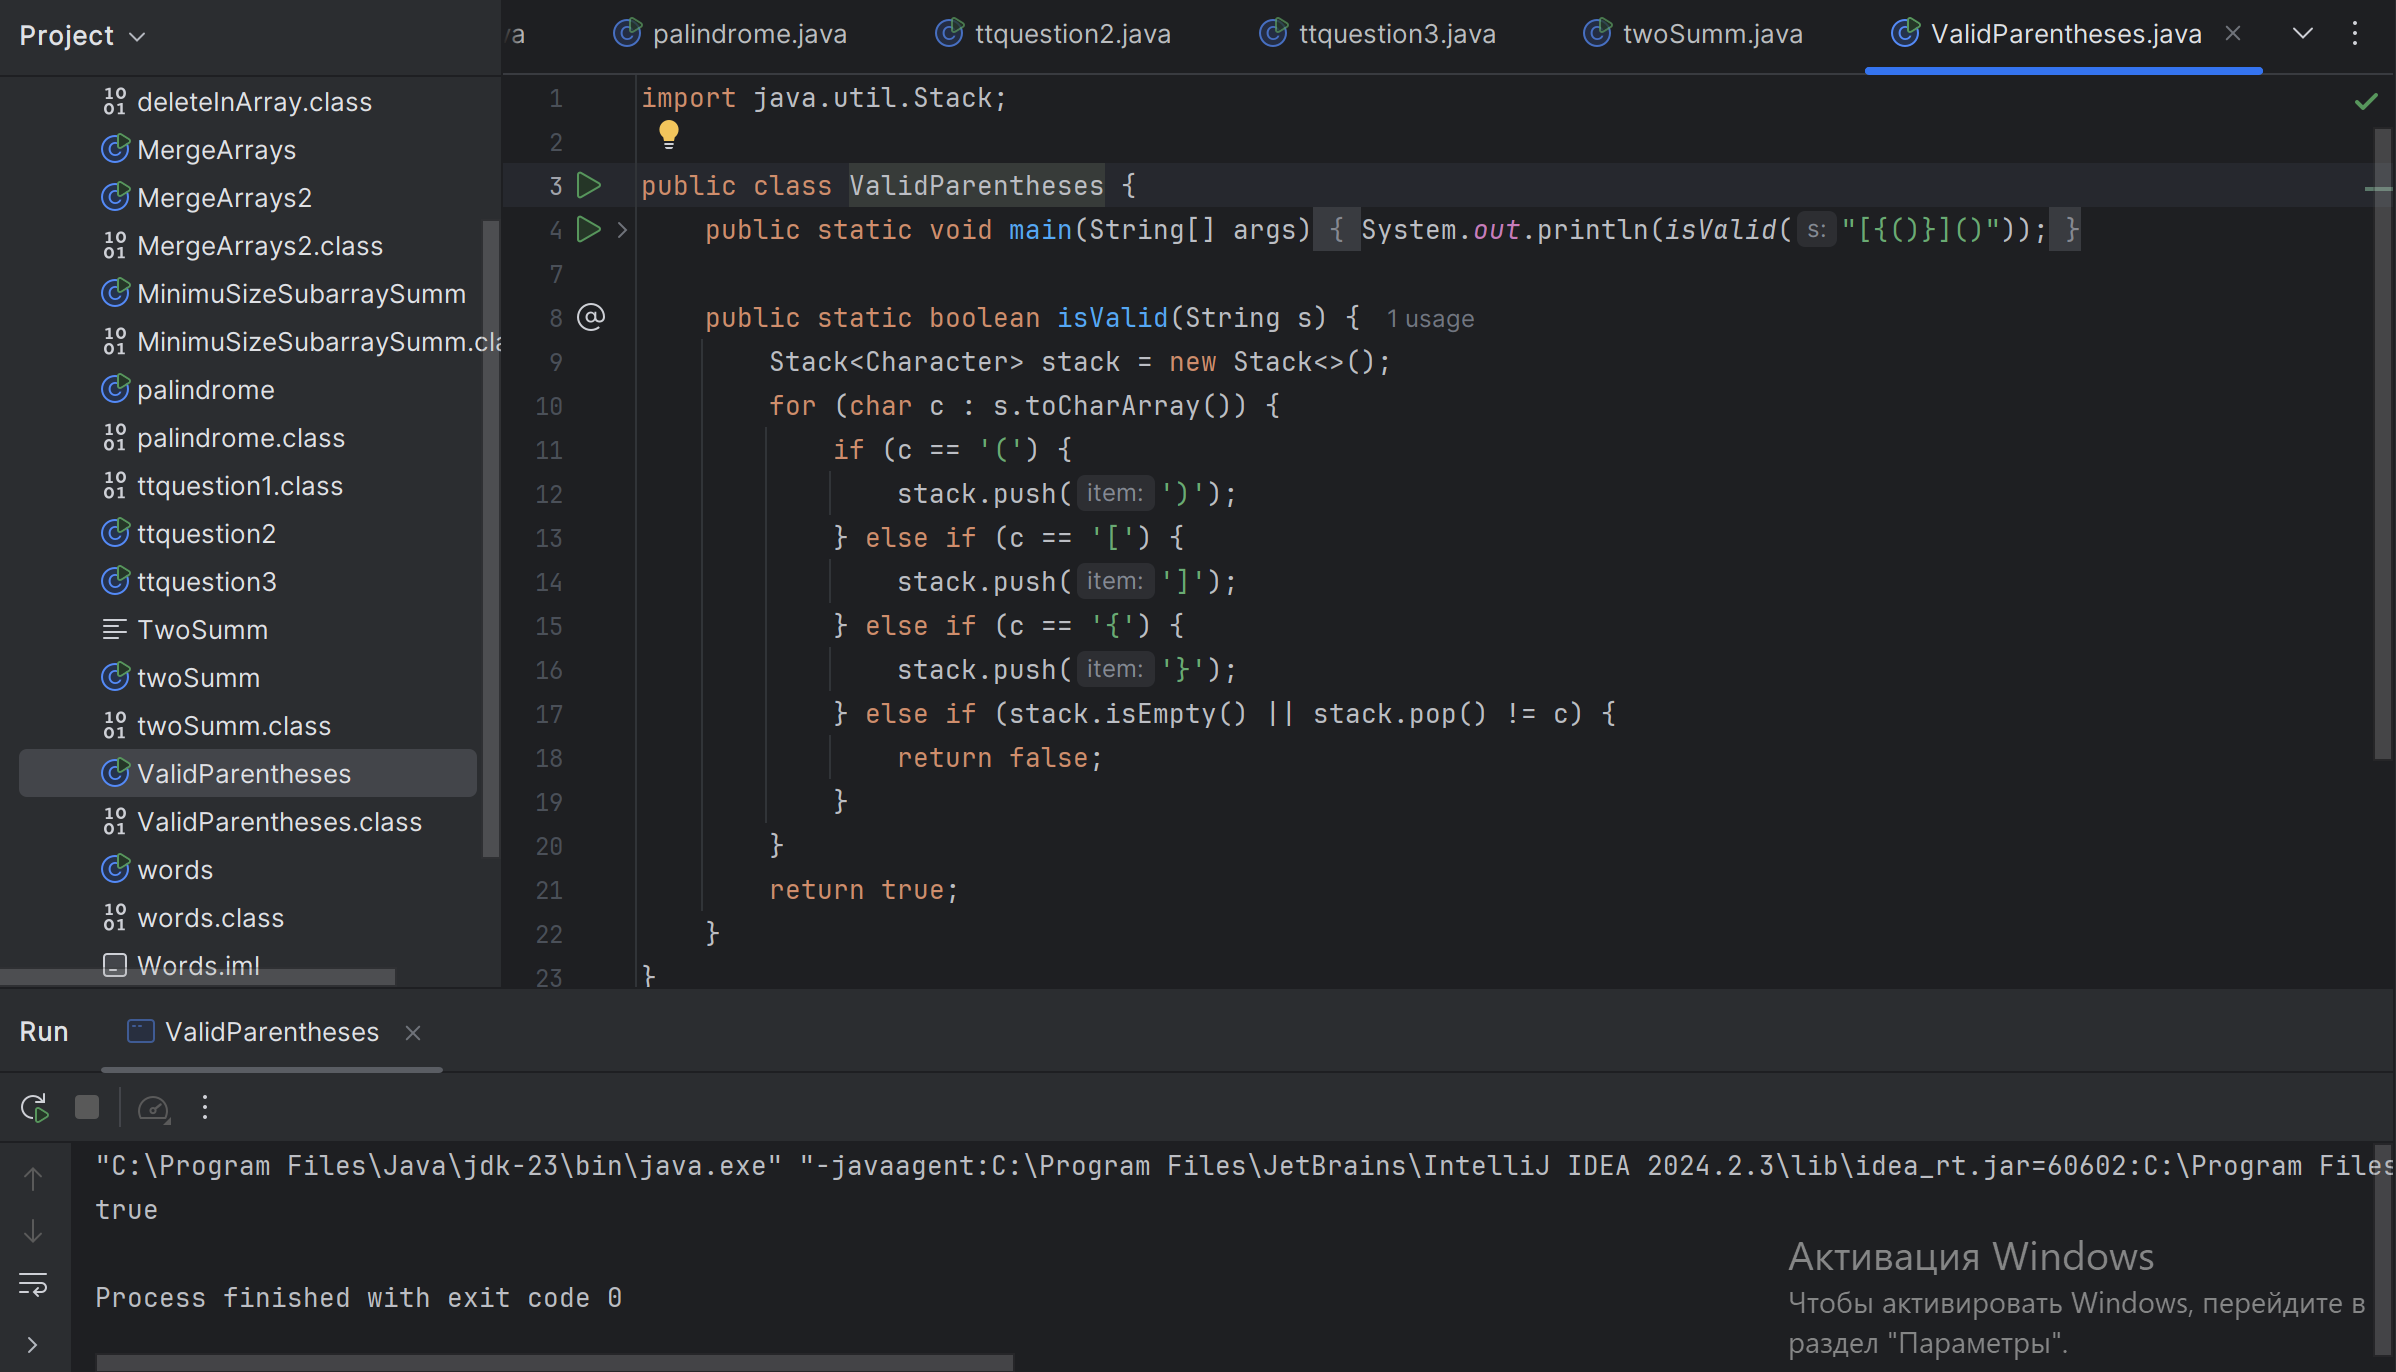 Project
deleteInArray.class
MergeArrays
MergeArrays2
MergeArrays2.class
MinimuSizeSubarraySumm
MinimuSizeSubarraySumm.cla
palindrome
palindrome.class
ttquestion1.class
ttquestion2
ttquestion3
TwoSumm
twoSumm
twoSumm.class
ValidParentheses
ValidParentheses.class
words
words.class
Words.iml
a palindrome.java ttquestion2.java ttquestion3.java twoSumm.java ValidParentheses.java
1 import java.util.Stack;
2
3 public class ValidParentheses {
4 public static void main(String[] args) { System.out.println(isValid( s: "[{()}]()")); }
7
8 @ public static boolean isValid(String s) { 1 usage
9 Stack<Character> stack = new Stack<>();
10 for (char c : s.toCharArray()) {
11 if (c == '(') {
12 stack.push( item: ')');
13 } else if (c == '[') {
14 stack.push( item: ']');
15 } else if (c == '{') {
16 stack.push( item: '}');
17 } else if (stack.isEmpty() || stack.pop() != c) {
18 return false;
19 }
20 }
21 return true;
22 }
23 }
Run ValidParentheses
"C:\Program Files\Java\jdk-23\bin\java.exe" "-javaagent:C:\Program Files\JetBrains\IntelliJ IDEA 2024.2.3\lib\idea_rt.jar=60602:C:\Program Files
true
Process finished with exit code 0
Активация Windows
Чтобы активировать Windows, перейдите в
раздел "Параметры".